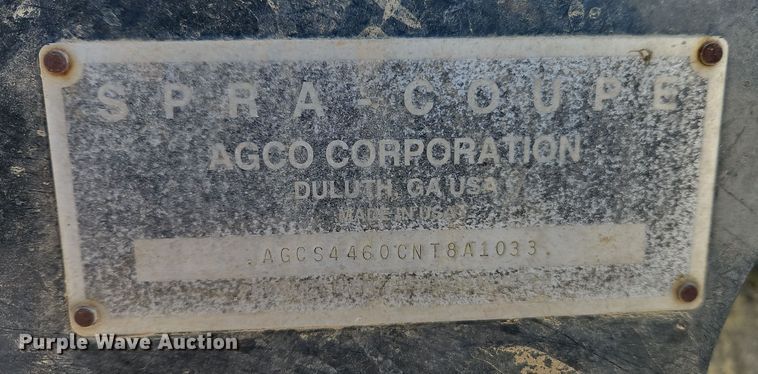 SPRA-COUPE
AGCO CORPORATION
DULUTH, GA USA
MADE IN USA
AGCS4460CNT8A1033
Purple Wave Auction